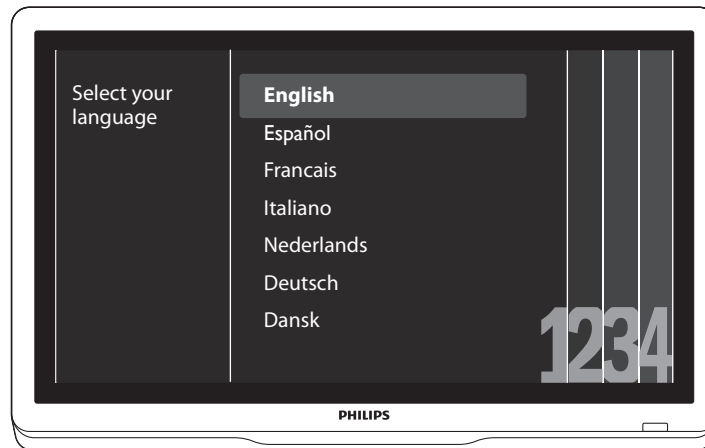 Select your
language
English
Español
Francais
Italiano
Nederlands
Deutsch
Dansk
1234
PHILIPS